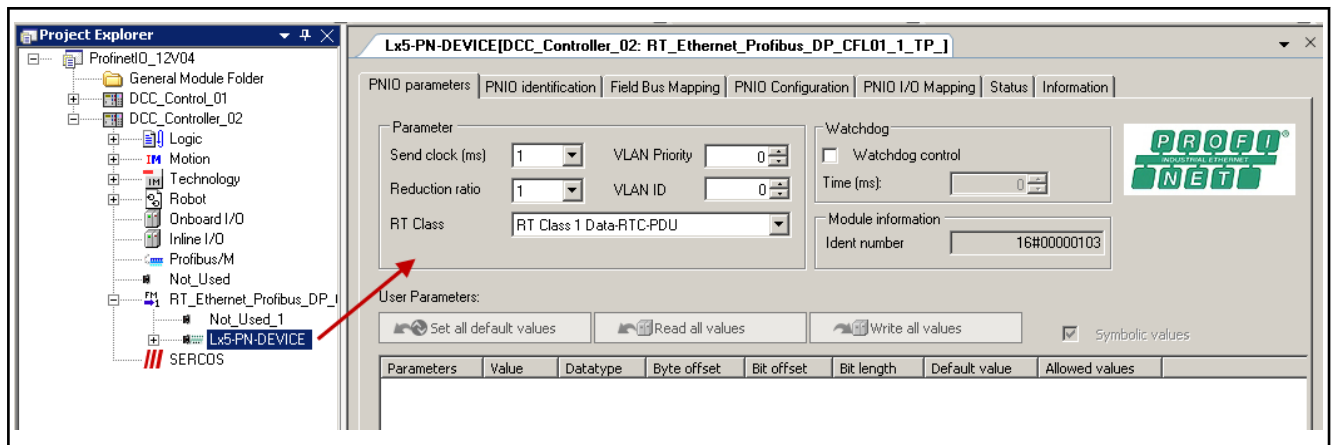 Project Explorer
ProfinetIO_12V04
General Module Folder
DCC_Control_01
DCC_Controller_02
Logic
IM Motion
IM Technology
Robot
Onboard I/O
Inline I/O
Profibus/M
Not_Used
FM 1 RT_Ethernet_Profibus_DP_
Not_Used_1
Lx5-PN-DEVICE
SERCOS
Lx5-PN-DEVICE[DCC_Controller_02: RT_Ethernet_Profibus_DP_CFL01_1_TP_]
PNIO parameters PNIO identification Field Bus Mapping PNIO Configuration PNIO I/O Mapping Status Information
Parameter
Send clock (ms) 1 VLAN Priority 0
Reduction ratio 1 VLAN ID 0
RT Class RT Class 1 Data-RTC-PDU
Watchdog
Watchdog control
Time (ms): 0
Module information
Ident number 16#00000103
PROFI
INDUSTRIAL ETHERNET
NET
®
User Parameters:
Set all default values Read all values Write all values Symbolic values
Parameters Value Datatype Byte offset Bit offset Bit length Default value Allowed values